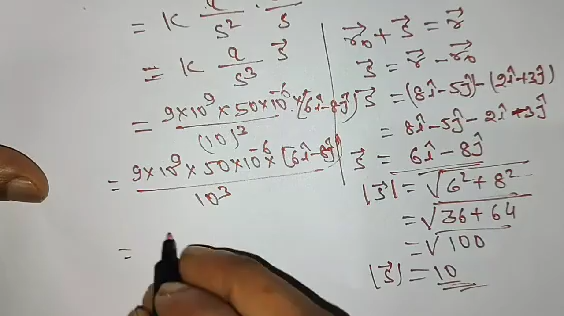 = K q/s² · s⃗/s
= K q/s³ s⃗
= 9×10⁹×50×10⁻⁶×(6î-8ĵ)/(10)³
= 9×10⁹×50×10⁻⁶×(6î-8ĵ)/10³
=
r⃗₀+s⃗ = r⃗
s⃗ = r⃗ - r⃗₀
s⃗ = (8î-5ĵ)-(2î+3ĵ)
= 8î-5ĵ-2î-3ĵ
s⃗ = 6î-8ĵ
|s⃗| = √6²+8²
= √36+64
= √100
|s⃗| = 10